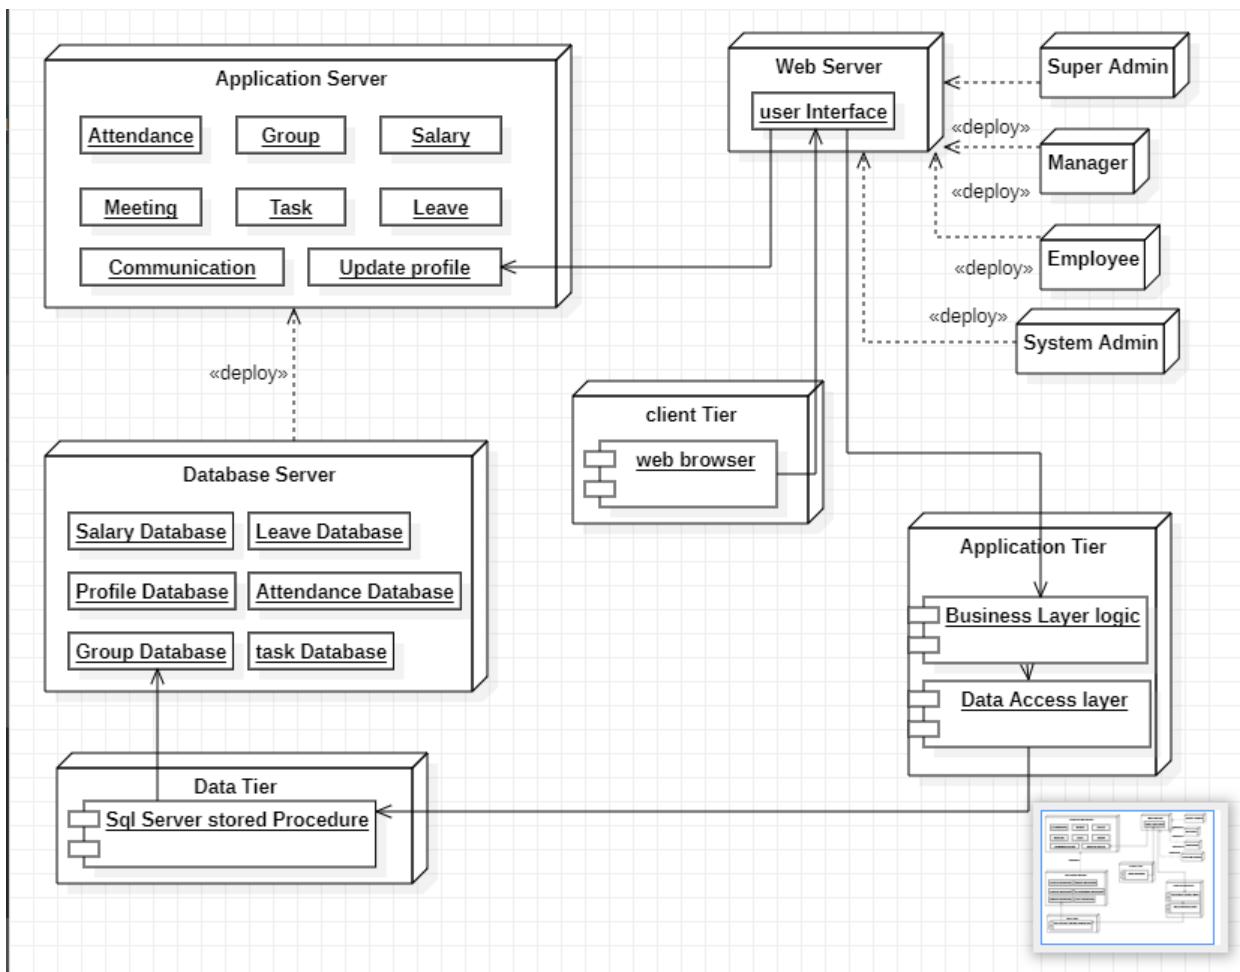 Application Server
Attendance
Group
Salary
Meeting
Task
Leave
Communication
Update profile
Web Server
user Interface
Super Admin
«deploy»
Manager
«deploy»
Employee
«deploy»
«deploy»
System Admin
«deploy»
client Tier
web browser
Database Server
Salary Database
Leave Database
Profile Database
Attendance Database
Group Database
task Database
Application Tier
Business Layer logic
Data Access layer
Data Tier
Sql Server stored Procedure